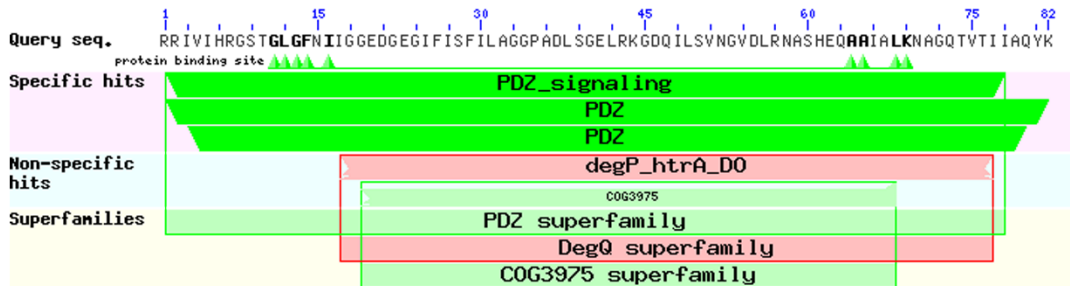 1 15 30 45 60 75 82
Query seq. RRIVIHRGSTGLGFNIIGGEDGEGIFISFILAGGPADLSGELRKGDQILSVNGVDLRNASHEQAAIALKNAGQTVTIIAQYK
protein binding site
Specific hits PDZ_signaling
PDZ
PDZ
Non-specific degP_htrA_DO
hits
COG3975
Superfamilies PDZ superfamily
DegQ superfamily
COG3975 superfamily